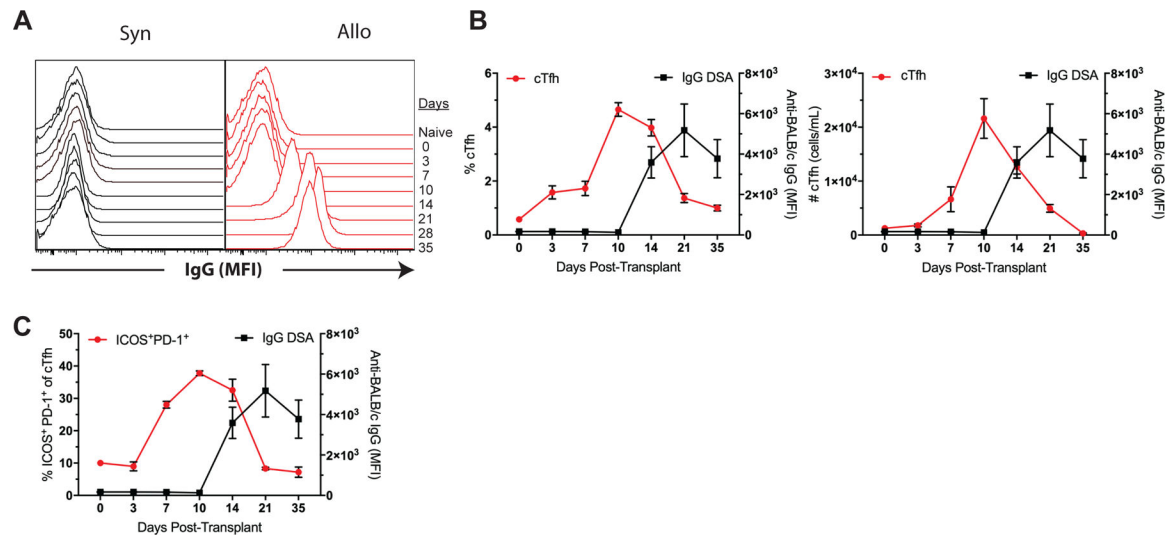 A
Syn
Allo
Days
Naive
0
3
7
10
14
21
28
35
IgG (MFI)
B
cTfh
IgG DSA
6
4
2
0
% cTfh
8×10³
6×10³
4×10³
2×10³
0
Anti-BALB/c IgG (MFI)
0 3 7 10 14 21 35
Days Post-Transplant
cTfh
IgG DSA
3×10⁴
2×10⁴
1×10⁴
0
# cTfh (cells/mL)
8×10³
6×10³
4×10³
2×10³
0
Anti-BALB/c IgG (MFI)
0 3 7 10 14 21 35
Days Post-Transplant
C
ICOS⁺PD-1⁺
IgG DSA
50
40
30
20
10
0
% ICOS⁺ PD-1⁺ of cTfh
8×10³
6×10³
4×10³
2×10³
0
Anti-BALB/c IgG (MFI)
0 3 7 10 14 21 35
Days Post-Transplant